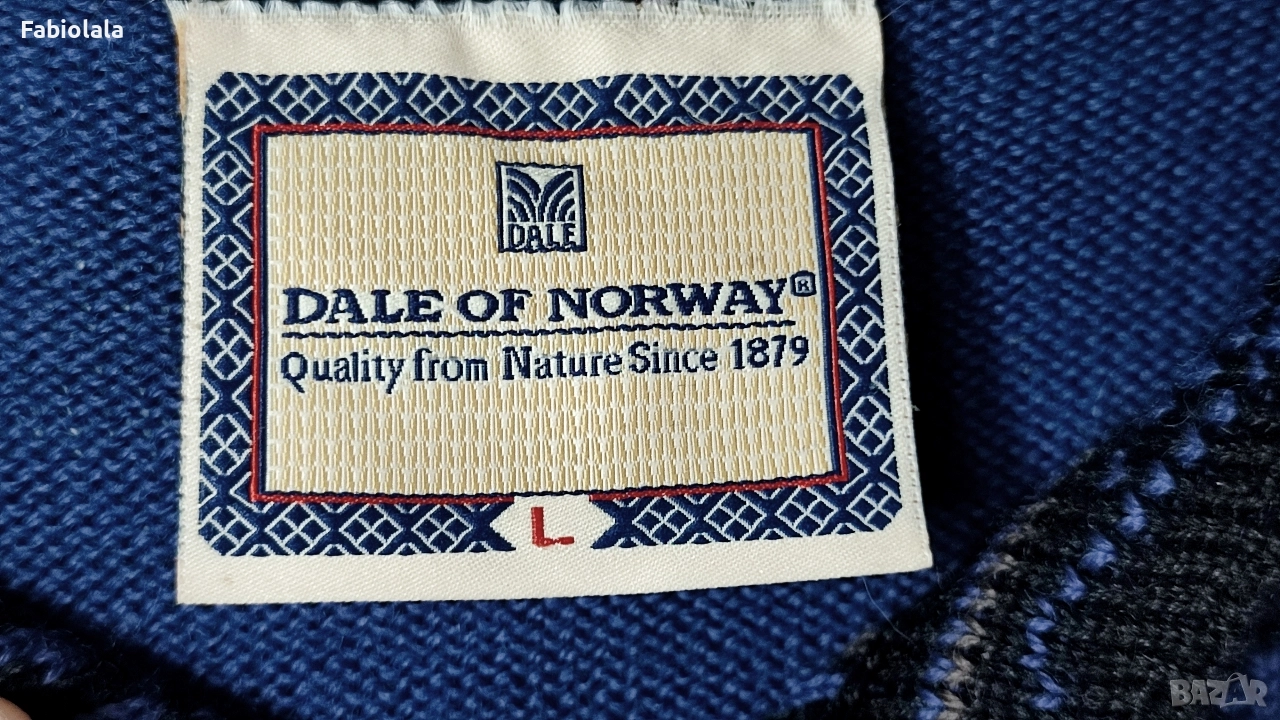 Fabiolala
DALE
DALE OF NORWAY®
Quality from Nature Since 1879
L
BAZAR